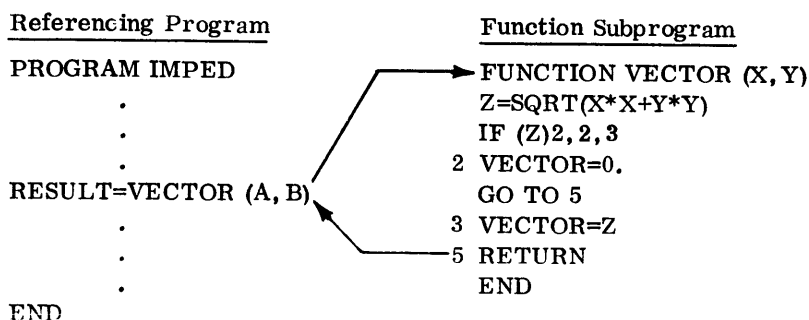 Referencing Program
PROGRAM IMPED
.
.
.
RESULT=VECTOR (A, B)
.
.
.
END
Function Subprogram
FUNCTION VECTOR (X, Y)
Z=SQRT(X*X+Y*Y)
IF (Z)2,2,3
2 VECTOR=0.
GO TO 5
3 VECTOR=Z
5 RETURN
END